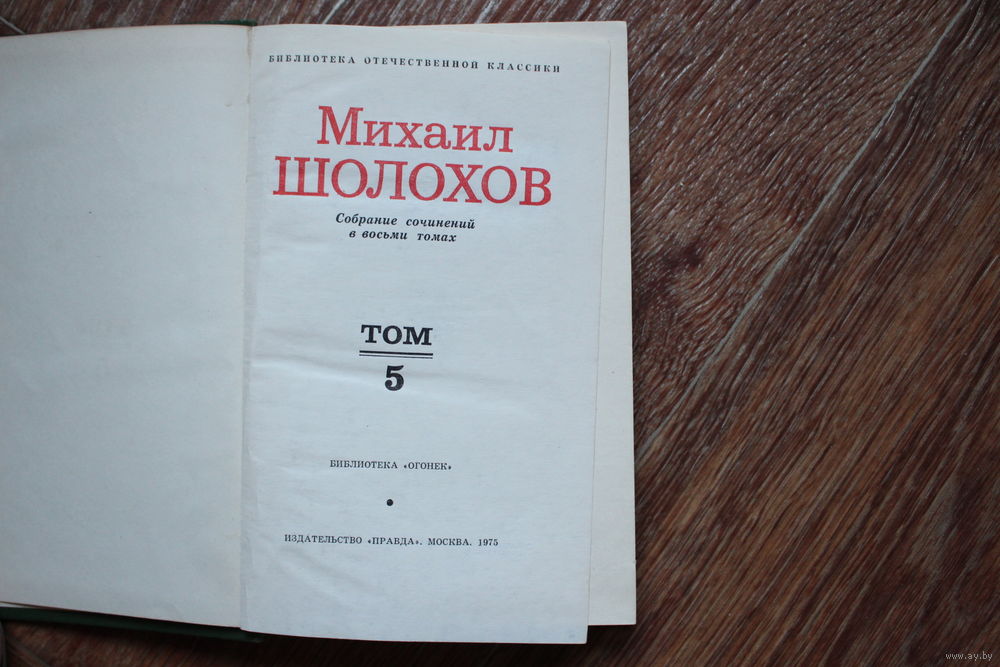 БИБЛИОТЕКА ОТЕЧЕСТВЕННОЙ КЛАССИКИ
Михаил
ШОЛОХОВ
Собрание сочинений
в восьми томах
ТОМ
5
БИБЛИОТЕКА «ОГОНЕК»
•
ИЗДАТЕЛЬСТВО «ПРАВДА». МОСКВА. 1975
www.ay.by